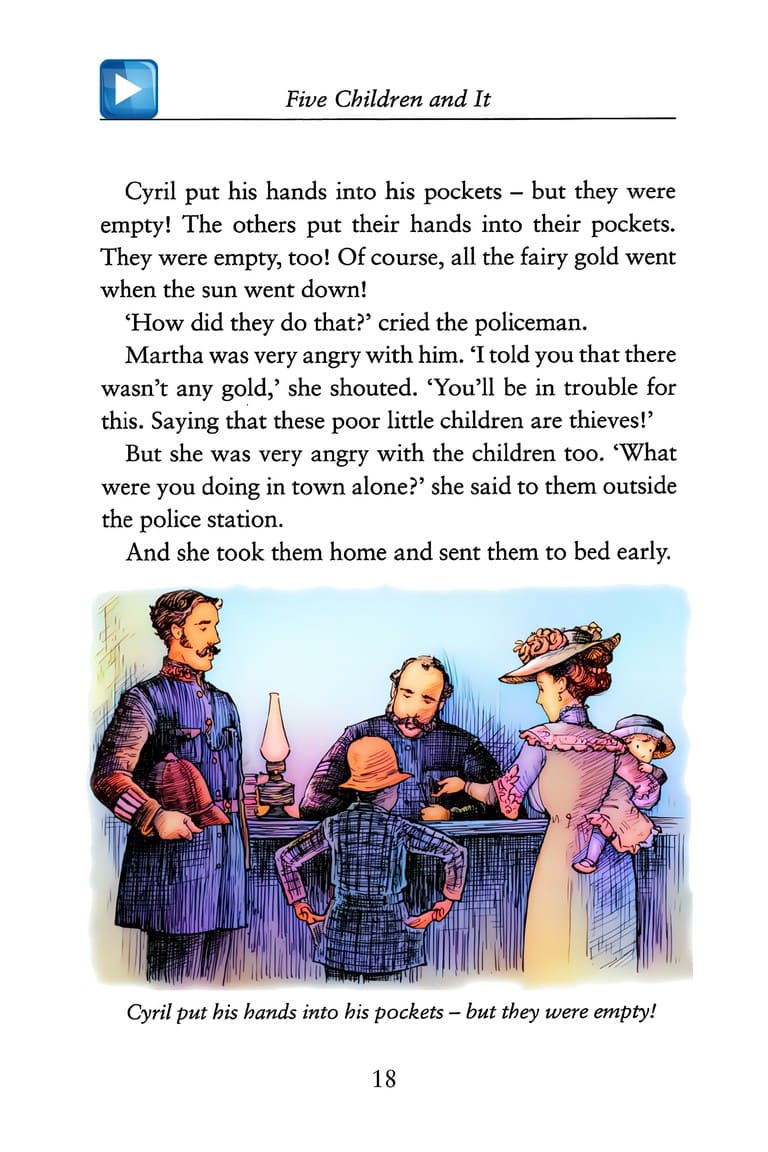 Five Children and It
Cyril put his hands into his pockets – but they were
empty! The others put their hands into their pockets.
They were empty, too! Of course, all the fairy gold went
when the sun went down!
‘How did they do that?’ cried the policeman.
Martha was very angry with him. ‘I told you that there
wasn’t any gold,’ she shouted. ‘You’ll be in trouble for
this. Saying that these poor little children are thieves!’
But she was very angry with the children too. ‘What
were you doing in town alone?’ she said to them outside
the police station.
And she took them home and sent them to bed early.
Cyril put his hands into his pockets – but they were empty!
18